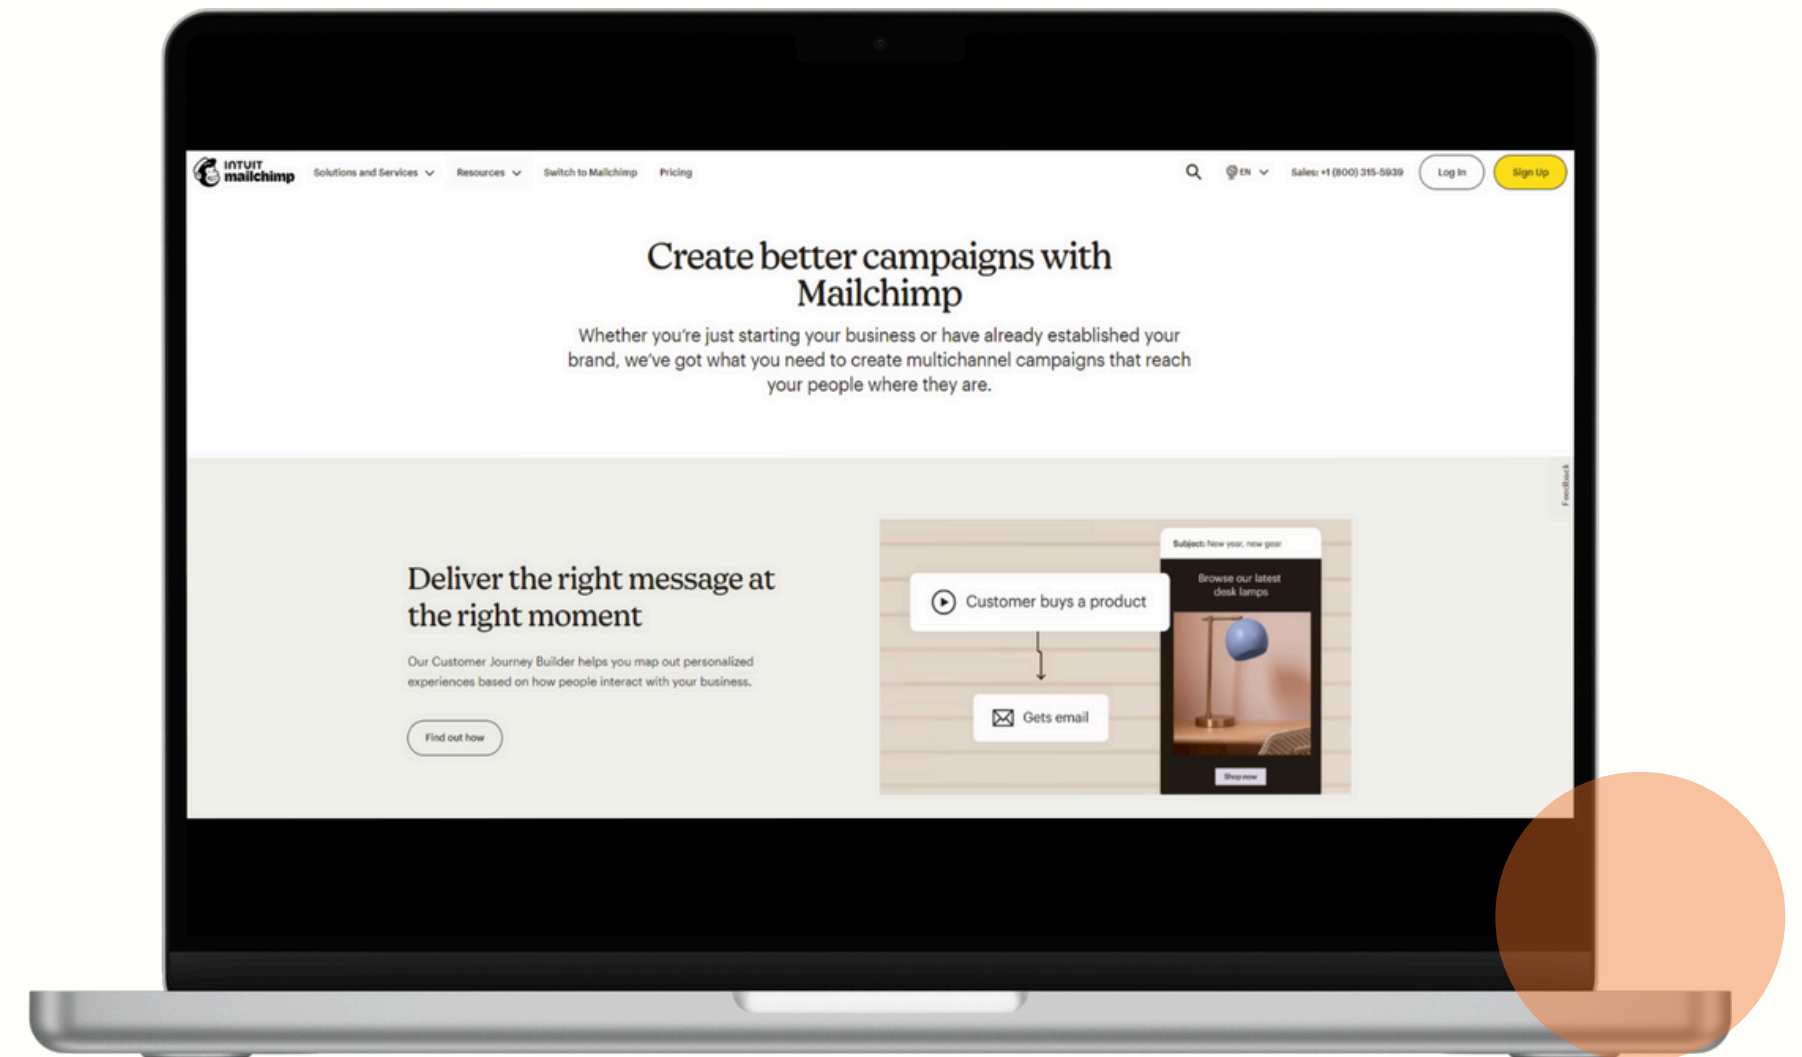 INTUIT
mailchimp
Solutions and Services
Resources
Switch to Mailchimp
Pricing
EN
Sales: +1 (800) 315-5939
Log In
Sign Up
Create better campaigns with
Mailchimp
Whether you're just starting your business or have already established your
brand, we've got what you need to create multichannel campaigns that reach
your people where they are.
Feedback
Deliver the right message at
the right moment
Our Customer Journey Builder helps you map out personalized
experiences based on how people interact with your business.
Find out how
Customer buys a product
Gets email
Subject: New year, new gear
Browse our latest
desk lamps
Shop now